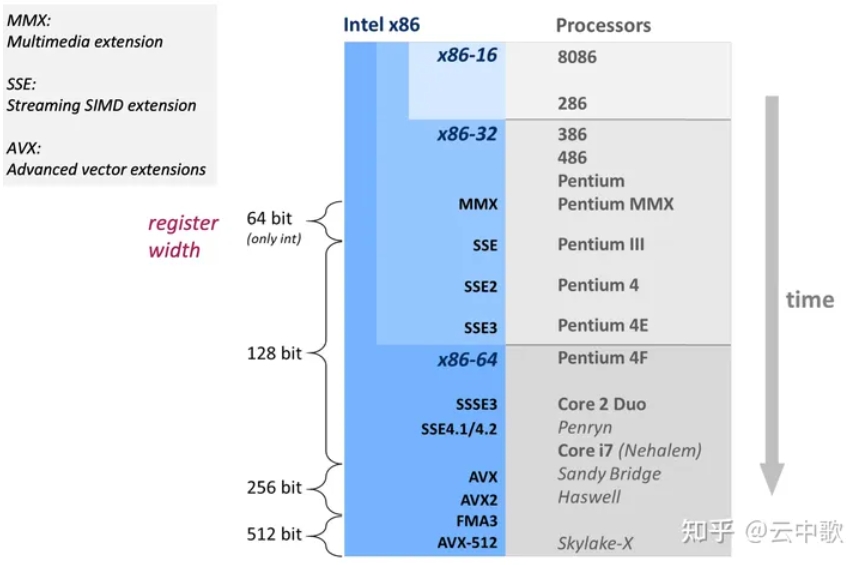 MMX:
Multimedia extension
SSE:
Streaming SIMD extension
AVX:
Advanced vector extensions
Intel x86 Processors
x86-16 8086
286
x86-32 386
486
Pentium
MMX Pentium MMX
register
width
64 bit
(only int)
SSE Pentium III
SSE2 Pentium 4
SSE3 Pentium 4E
time
128 bit
x86-64 Pentium 4F
SSSE3 Core 2 Duo
SSE4.1/4.2 Penryn
Core i7 (Nehalem)
AVX Sandy Bridge
256 bit
AVX2 Haswell
FMA3
512 bit
AVX-512 Skylake-X
知乎 @云中歌